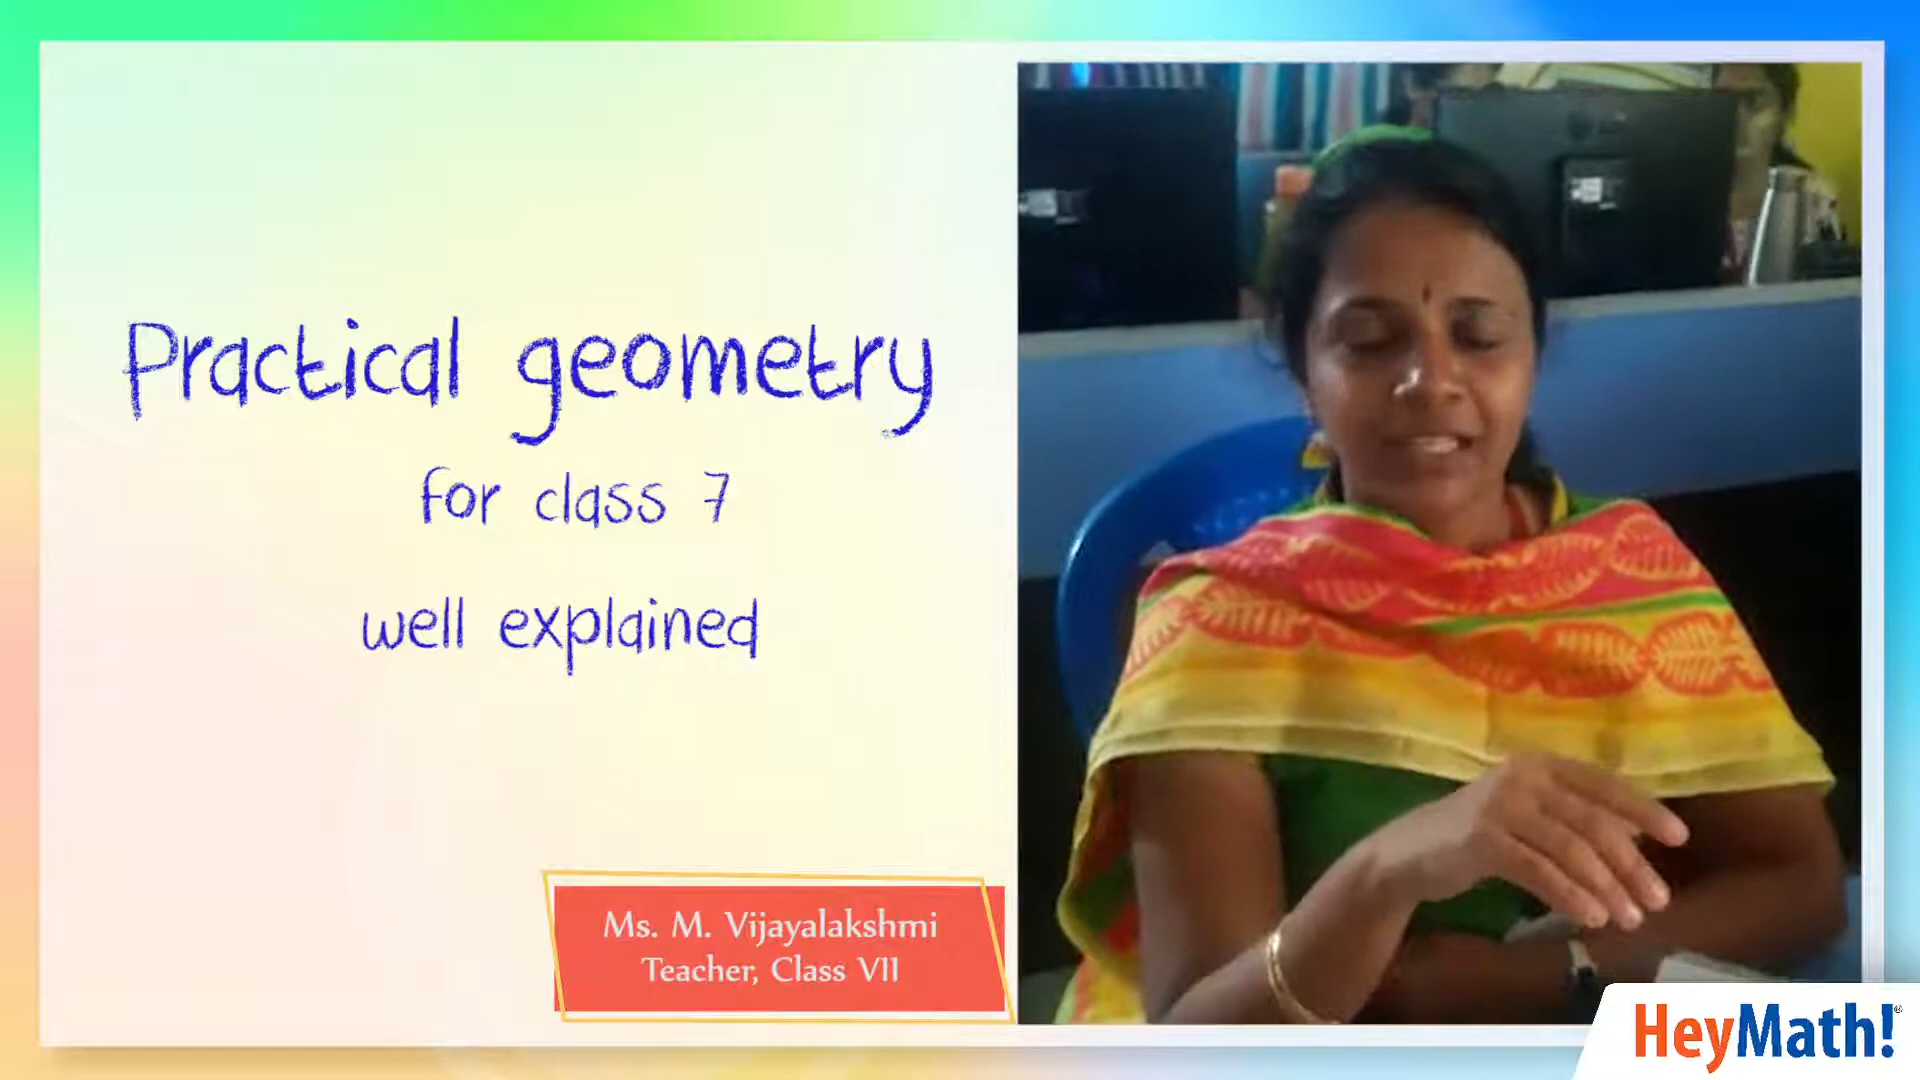 Practical geometry
for class 7
well explained
Ms. M. Vijayalakshmi
Teacher, Class VII
HeyMath!